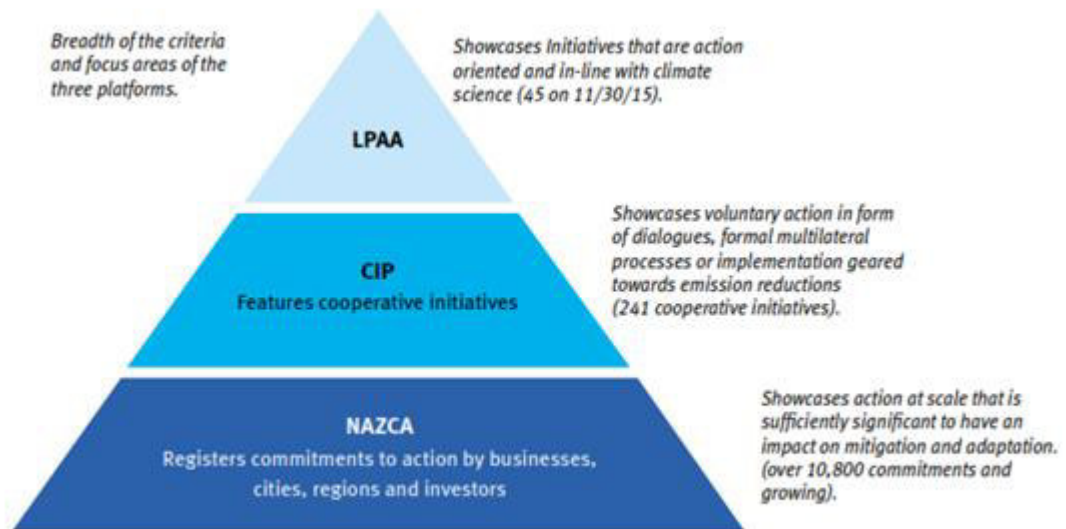 Breadth of the criteria
and focus areas of the
three platforms.
Showcases Initiatives that are action
oriented and in-line with climate
science (45 on 11/30/15).
LPAA
Showcases voluntary action in form
of dialogues, formal multilateral
processes or implementation geared
towards emission reductions
(241 cooperative initiatives).
CIP
Features cooperative initiatives
Showcases action at scale that is
sufficiently significant to have an
impact on mitigation and adaptation.
(over 10,800 commitments and
growing).
NAZCA
Registers commitments to action by businesses,
cities, regions and investors